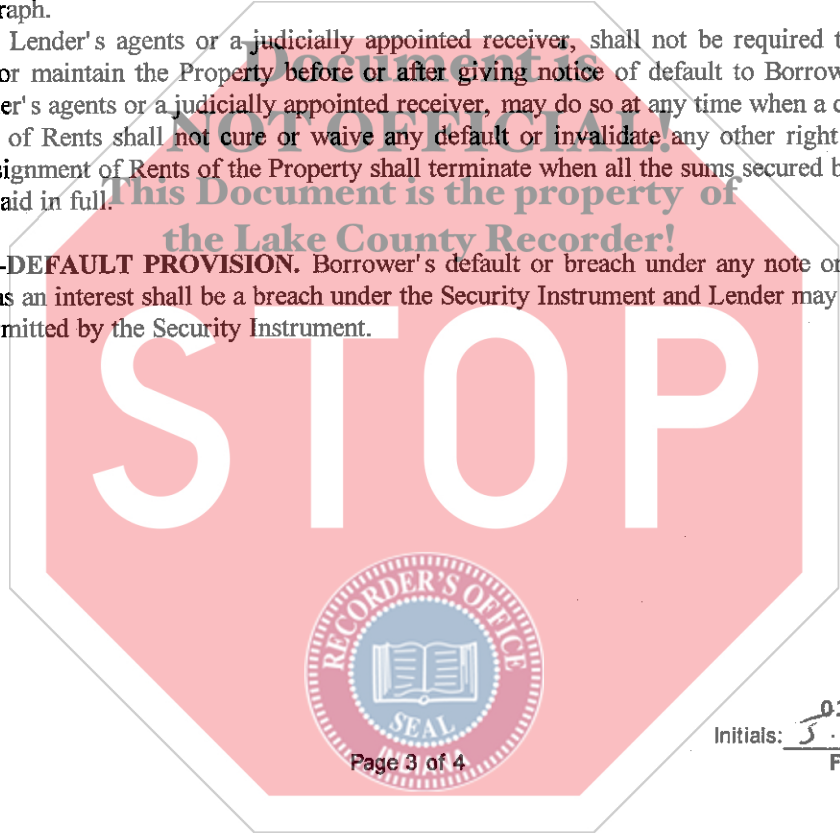 raph.
Lender's agents or a judicially appointed receiver, shall not be required t
or maintain the Property before or after giving notice of default to Borrow
er's agents or a judicially appointed receiver, may do so at any time when a d
of Rents shall not cure or waive any default or invalidate any other right
signment of Rents of the Property shall terminate when all the sums secured b
aid in full.
Document is
NOT OFFICIAL!
This Document is the property of
the Lake County Recorder!
-DEFAULT PROVISION. Borrower's default or breach under any note or
as an interest shall be a breach under the Security Instrument and Lender may
mitted by the Security Instrument.
STOP
RECORDER'S OFFICE
SEAL
INDIANA
Initials: J.
Page 3 of 4